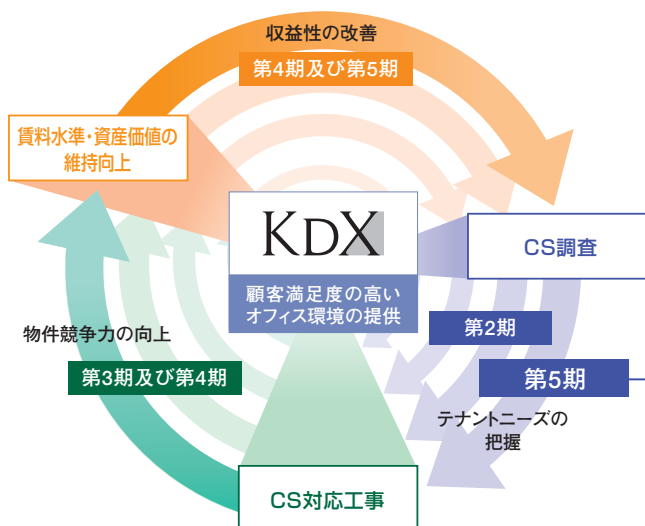 収益性の改善
第4期及び第5期
賃料水準・資産価値の
維持向上
KDX
顧客満足度の高い
オフィス環境の提供
CS調査
第2期
物件競争力の向上
第3期及び第4期
第5期
テナントニーズの
把握
CS対応工事